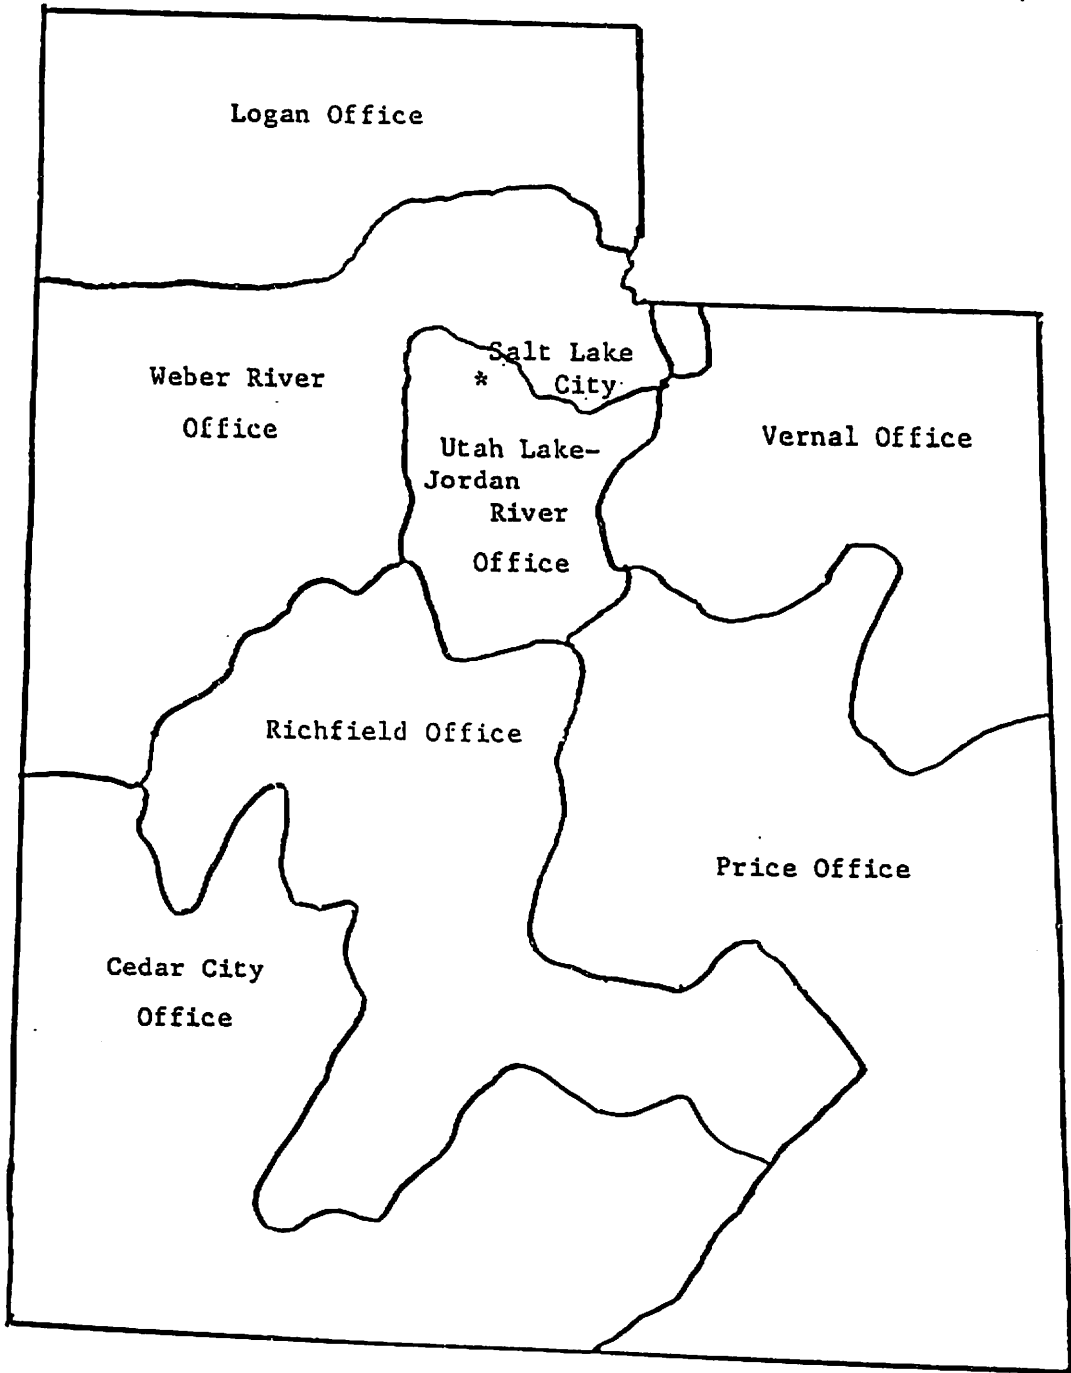 Logan Office
Salt Lake
* City
Weber River
Office
Vernal Office
Utah Lake-
Jordan
River
Office
Richfield Office
Price Office
Cedar City
Office